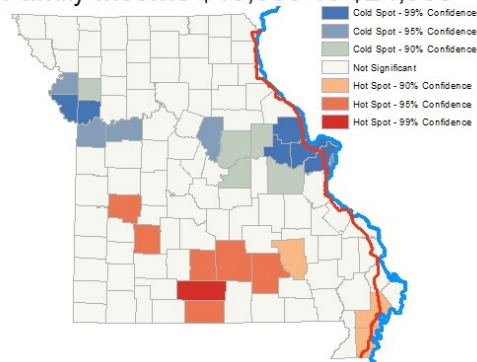 Cold Spot - 99% Confidence
Cold Spot - 95% Confidence
Cold Spot - 90% Confidence
Not Significant
Hot Spot - 90% Confidence
Hot Spot - 95% Confidence
Hot Spot - 99% Confidence